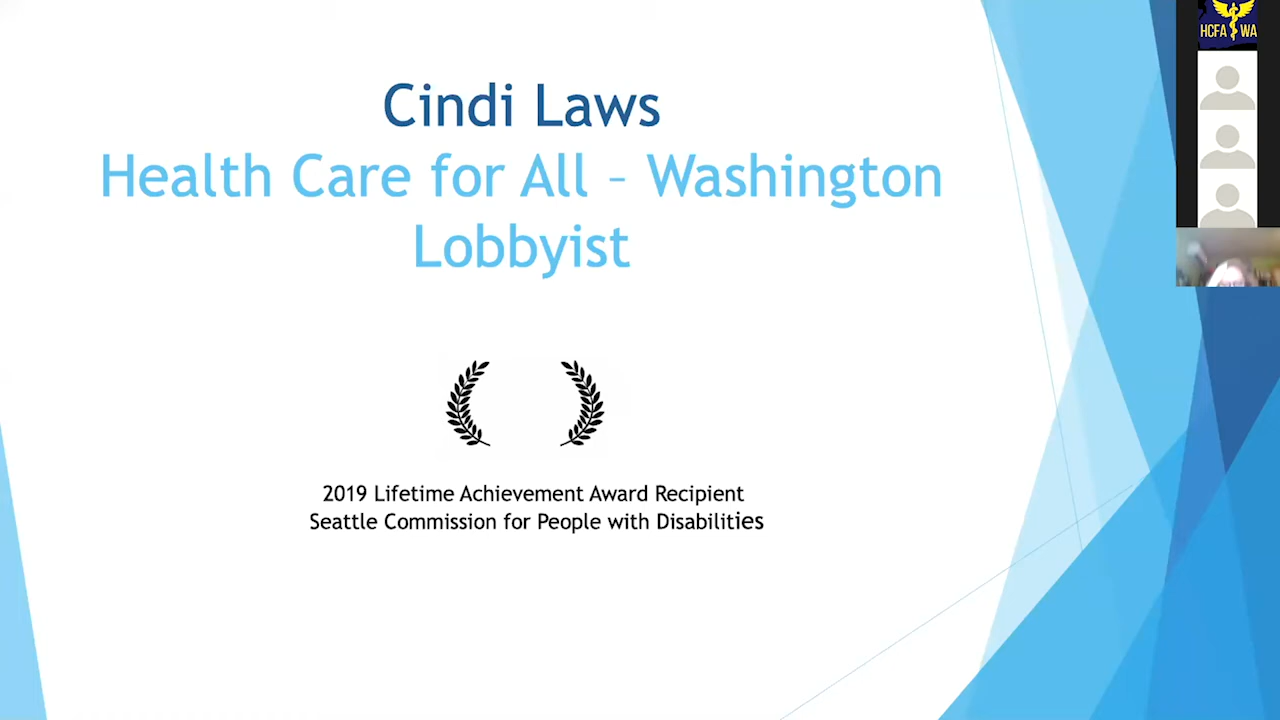 Cindi Laws
Health Care for All – Washington
Lobbyist
2019 Lifetime Achievement Award Recipient
Seattle Commission for People with Disabilities
HCFA WA